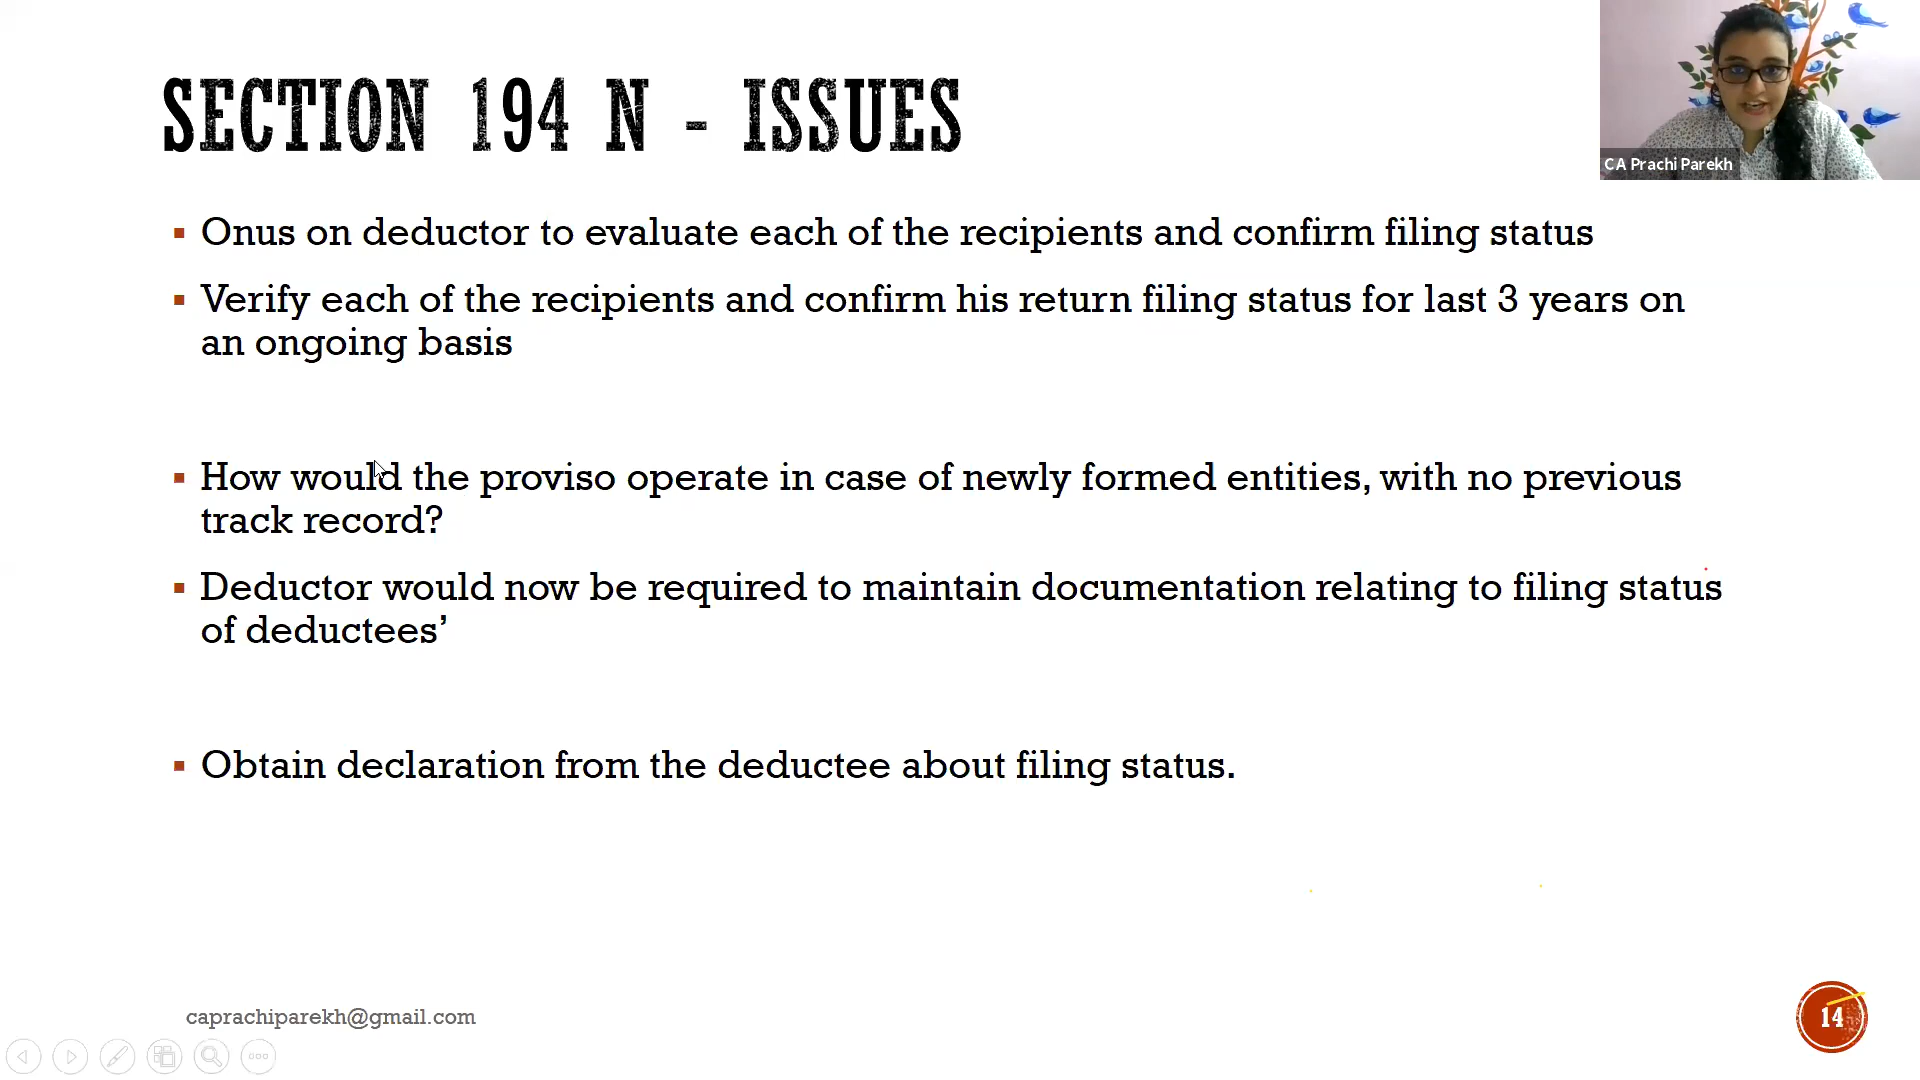 SECTION 194 N - ISSUES
CA Prachi Parekh
▪ Onus on deductor to evaluate each of the recipients and confirm filing status
▪ Verify each of the recipients and confirm his return filing status for last 3 years on
an ongoing basis
▪ How would the proviso operate in case of newly formed entities, with no previous
track record?
▪ Deductor would now be required to maintain documentation relating to filing status
of deductees’
▪ Obtain declaration from the deductee about filing status.
caprachiparekh@gmail.com
14